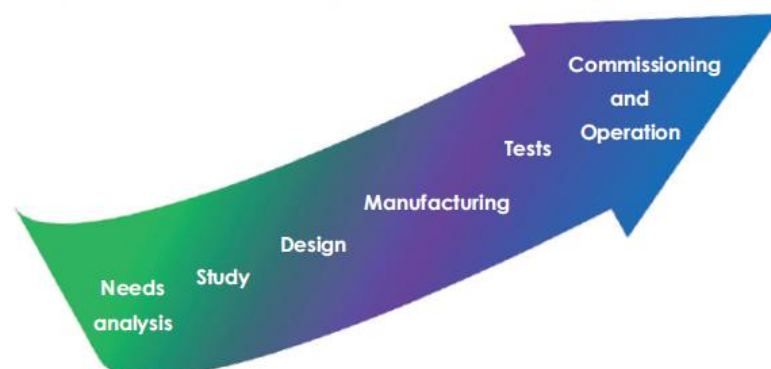 Needs
analysis
Study
Design
Manufacturing
Tests
Commissioning
and
Operation